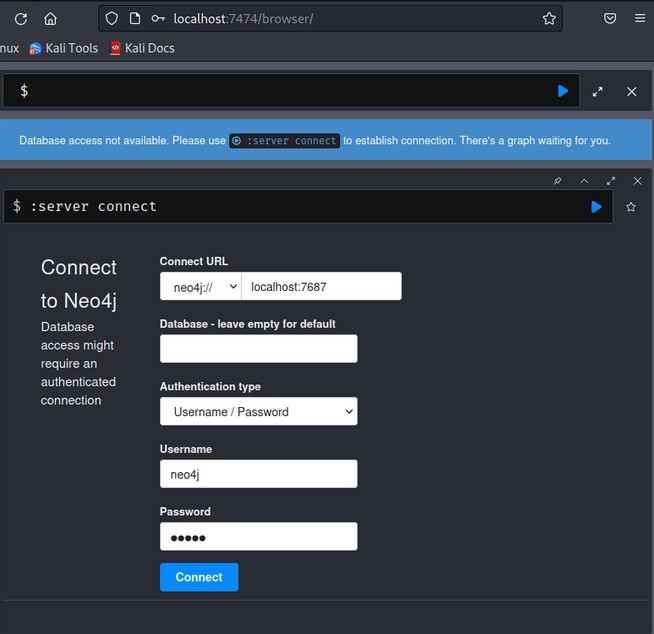 localhost:7474/browser/
nux Kali Tools Kali Docs
$
Database access not available. Please use :server connect to establish connection. There's a graph waiting for you.
$ :server connect
Connect
to Neo4j
Database
access might
require an
authenticated
connection
Connect URL
neo4j:// localhost:7687
Database - leave empty for default
Authentication type
Username / Password
Username
neo4j
Password
●●●●●
Connect